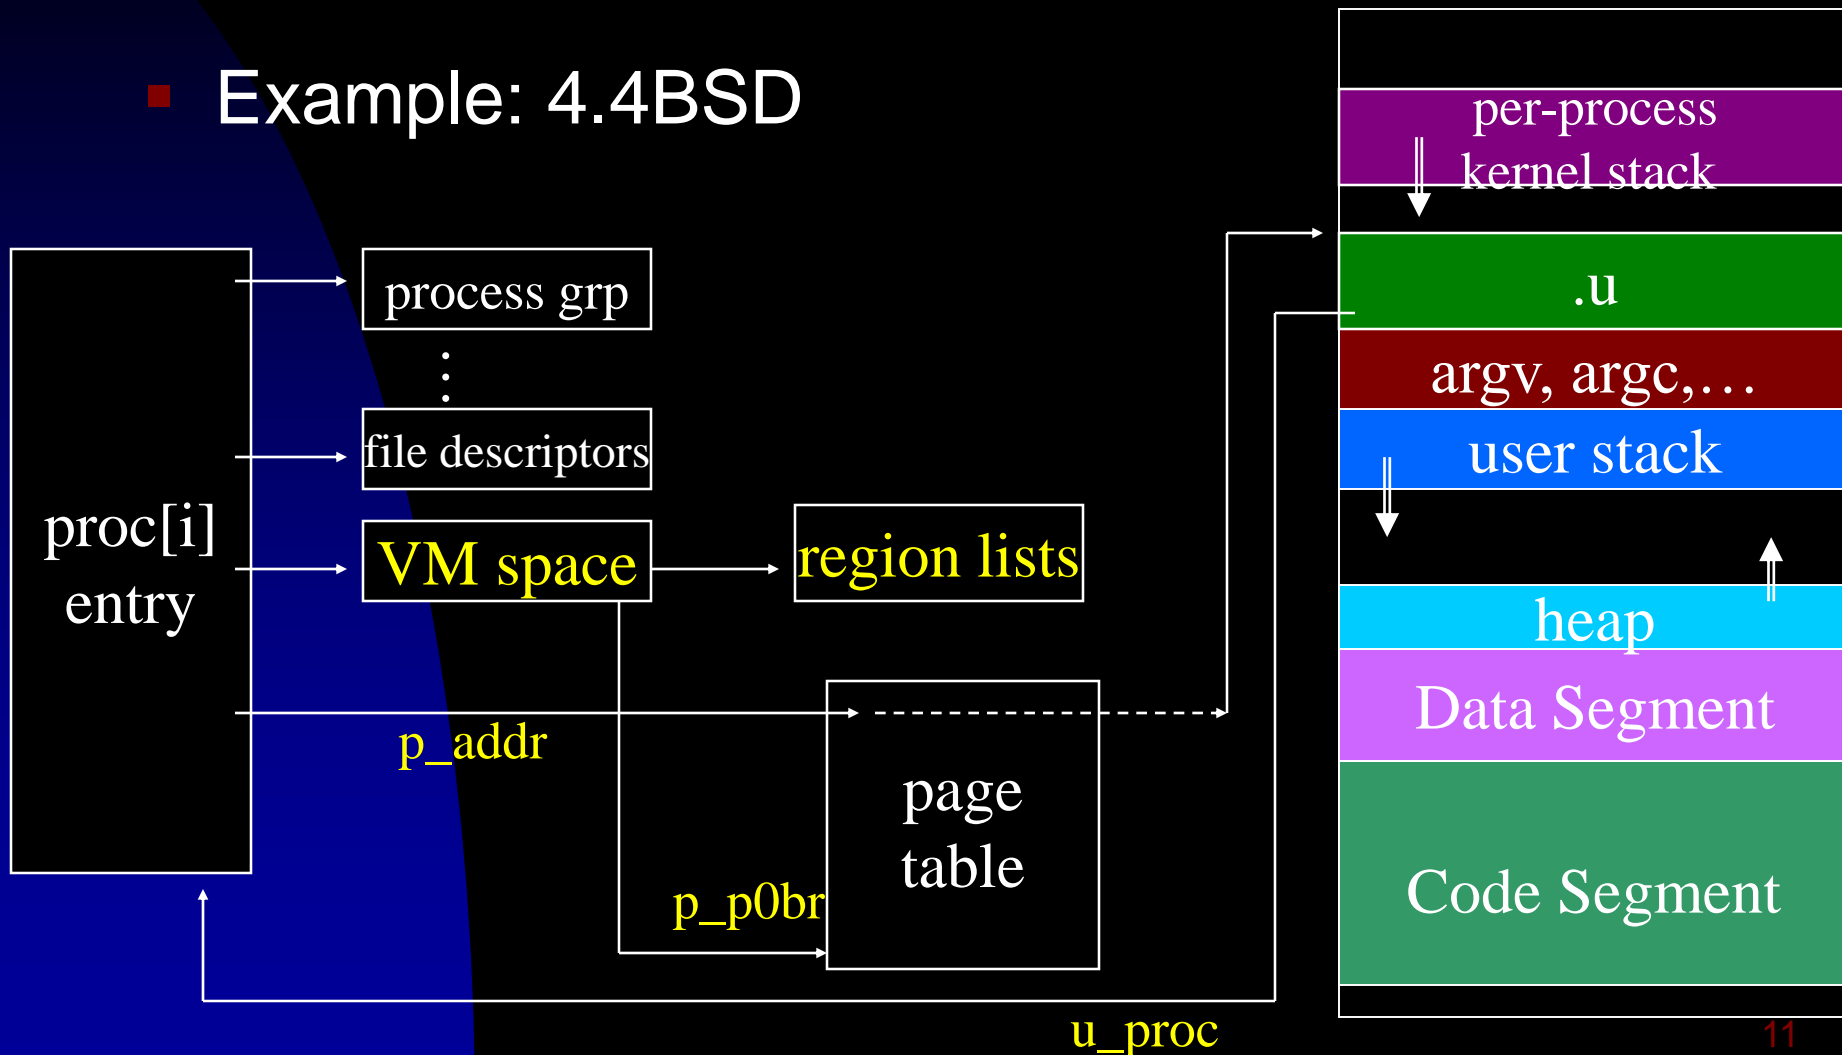 Example: 4.4BSD
per-process
kernel stack
.u
argv, argc,…
user stack
heap
Data Segment
Code Segment
proc[i]
entry
process grp
file descriptors
VM space
region lists
p_addr
page
table
p_p0br
u_proc
11